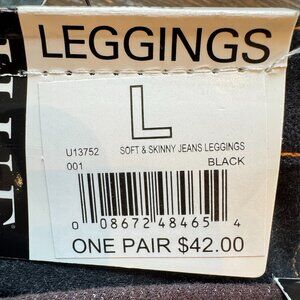 LEGGINGS
L
U13752 SOFT & SKINNY JEANS LEGGINGS
001 BLACK
0 08672 48465 4
ONE PAIR $42.00